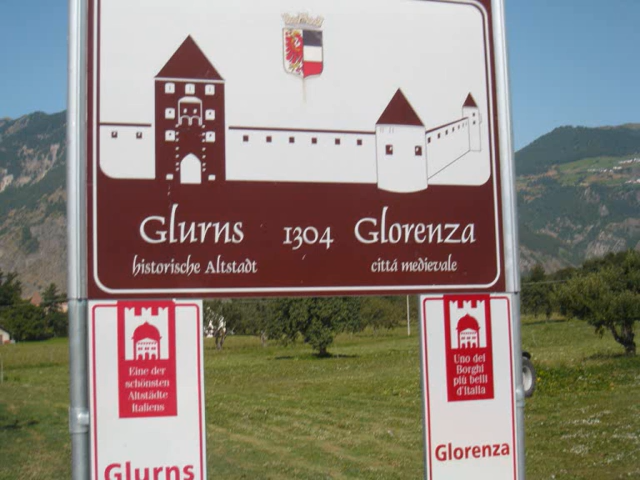 Glurns 1304 Glorenza
historische Altstadt città medievale
Eine der
schönsten
Altstädte
Italiens
Glurns
Uno dei
Borghi
più belli
d'Italia
Glorenza